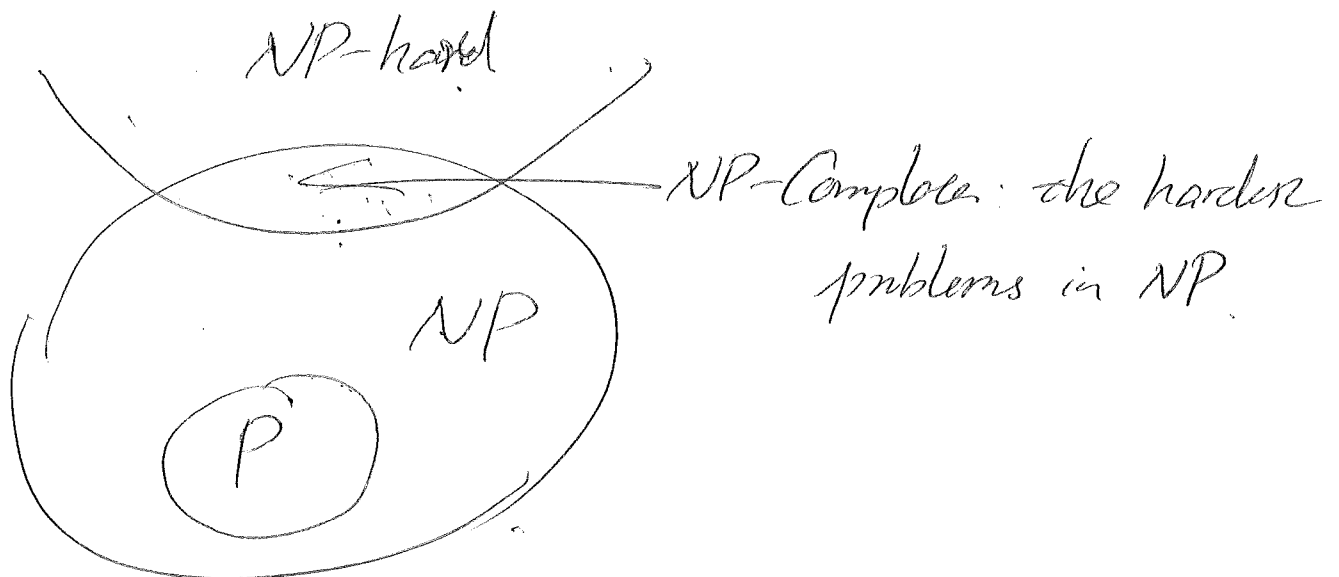 NP-hard
NP-Complete: the hardest
problems in NP.
NP
P